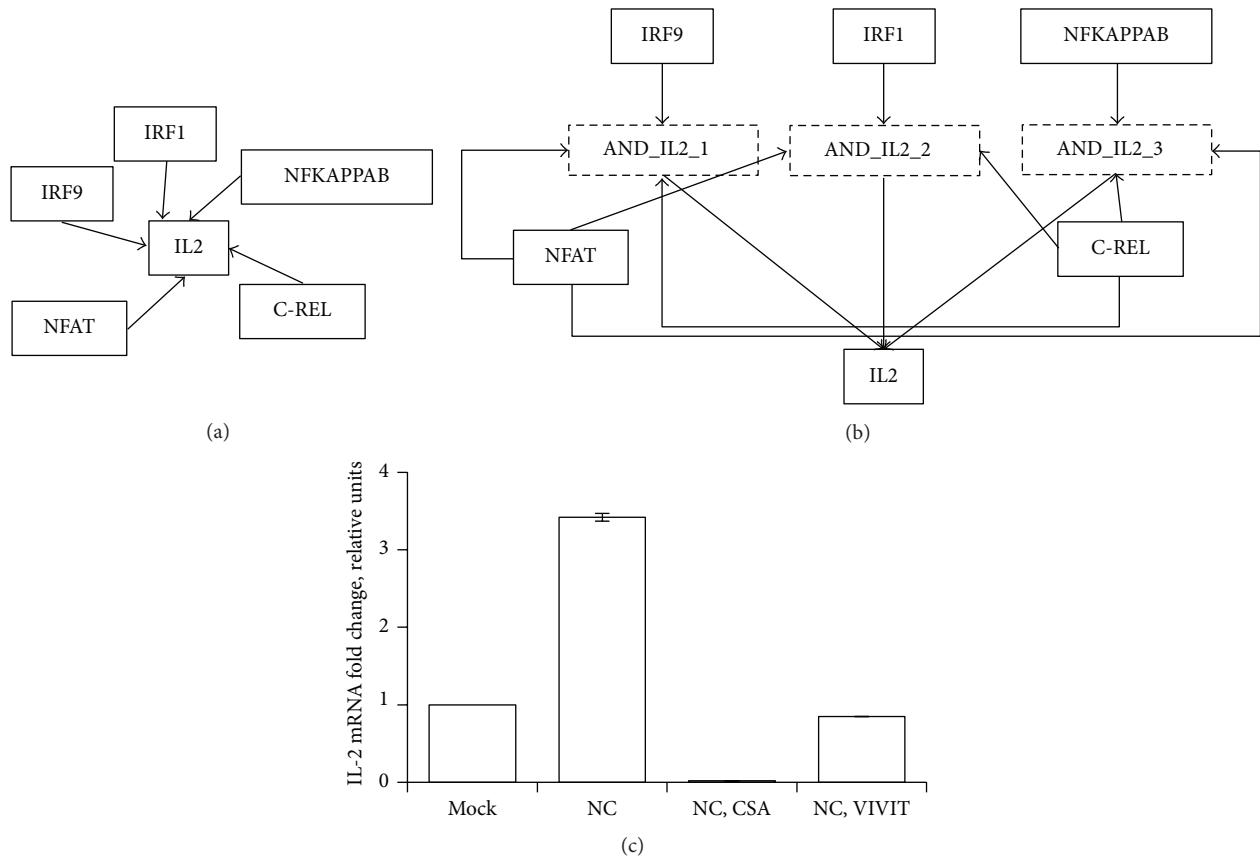 IRF1
NFKAPPAB
IRF9
IL2
C-REL
NFAT
(a)
IRF9
IRF1
NFKAPPAB
AND_IL2_1
AND_IL2_2
AND_IL2_3
NFAT
C-REL
IL2
(b)
IL-2 mRNA fold change, relative units
4
3
2
1
0
Mock
NC
NC, CSA
NC, VIVIT
(c)